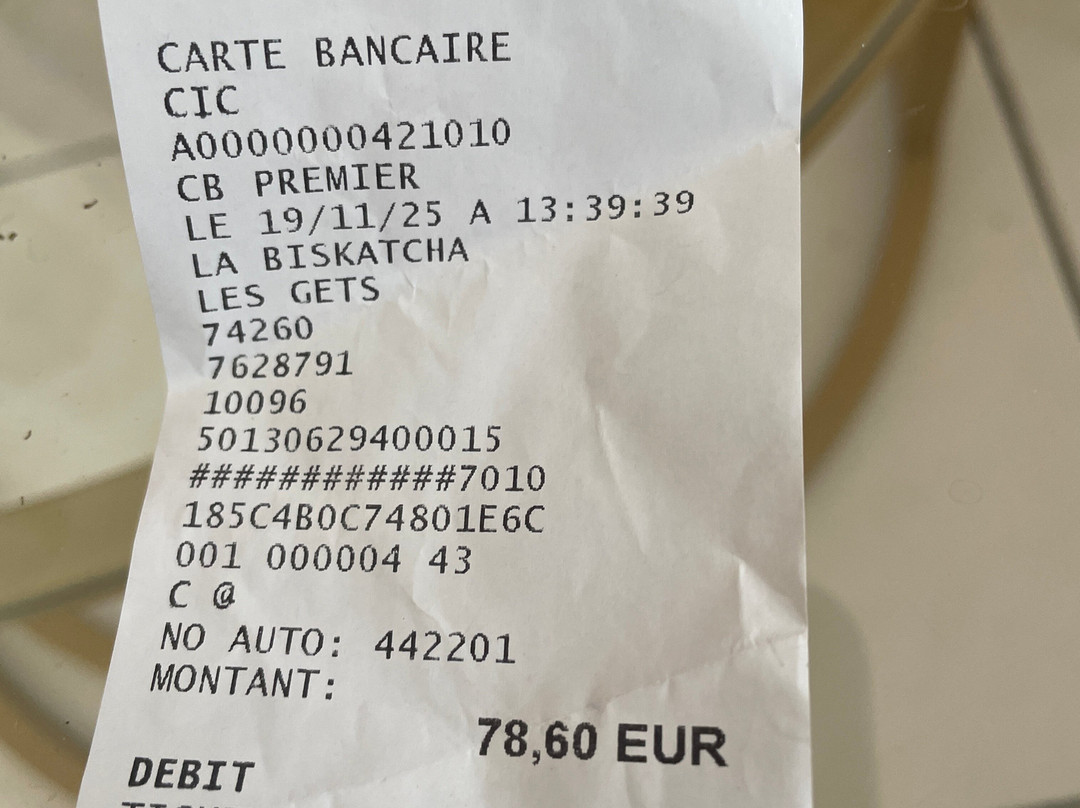 CARTE BANCAIRE
CIC
A0000000421010
CB PREMIER
LE 19/11/25 A 13:39:39
LA BISKATCHA
LES GETS
74260
7628791
10096
50130629400015
############7010
185C4B0C74801E6C
001 000004 43
C @
NO AUTO: 442201
MONTANT:
78,60 EUR
DEBIT